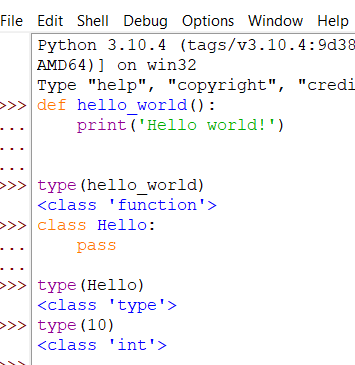 File Edit Shell Debug Options Window Help
Python 3.10.4 (tags/v3.10.4:9d38
AMD64)] on win32
Type "help", "copyright", "credi
>>> def hello_world():
...     print('Hello world!')
...
...
>>> type(hello_world)
<class 'function'>
>>> class Hello:
...     pass
...
>>> type(Hello)
<class 'type'>
>>> type(10)
<class 'int'>
>>>